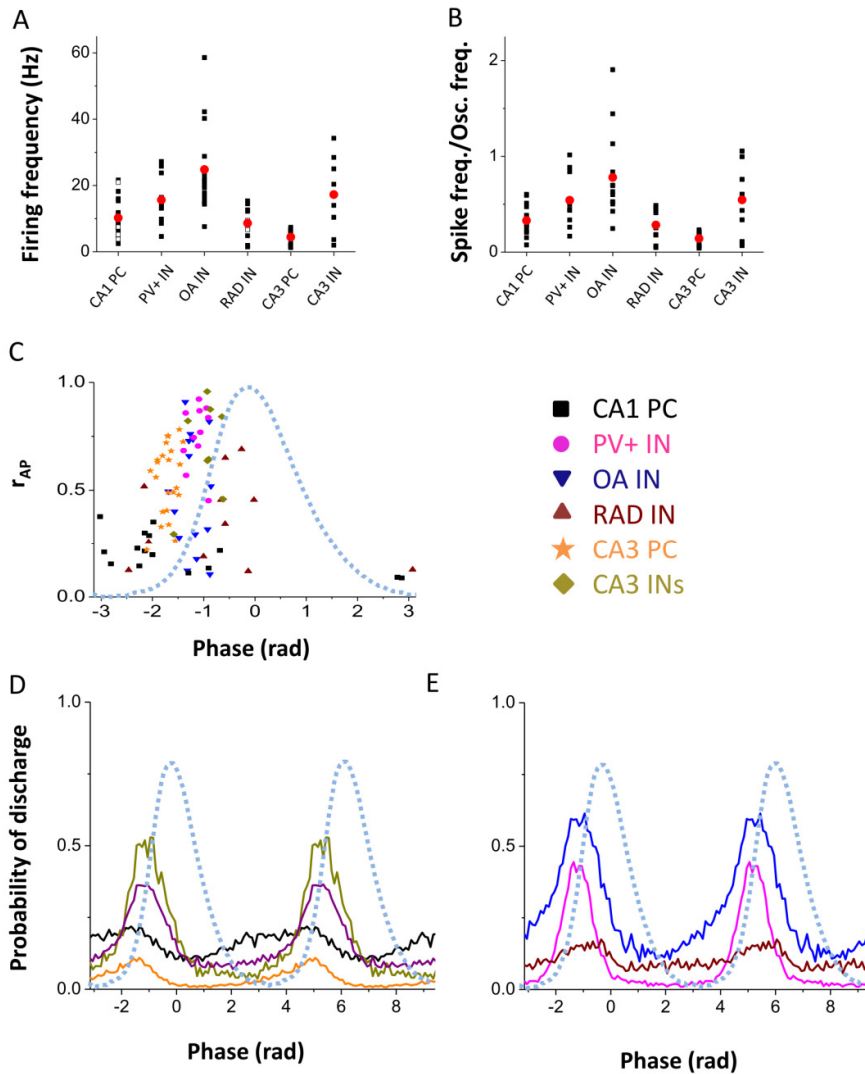 A
B
Firing frequency (Hz)
60
40
20
0
CA1 PC
PV+ IN
OA IN
RAD IN
CA3 PC
CA3 IN
Spike freq./Osc. freq.
2
1
0
CA1 PC
PV+ IN
OA IN
RAD IN
CA3 PC
CA3 IN
C
r_AP
1.0
0.5
0.0
-3 -2 -1 0 1 2 3
Phase (rad)
CA1 PC
PV+ IN
OA IN
RAD IN
CA3 PC
CA3 INs
D
E
Probability of discharge
1.0
0.5
0.0
-2 0 2 4 6 8
Phase (rad)
1.0
0.5
0.0
-2 0 2 4 6 8
Phase (rad)